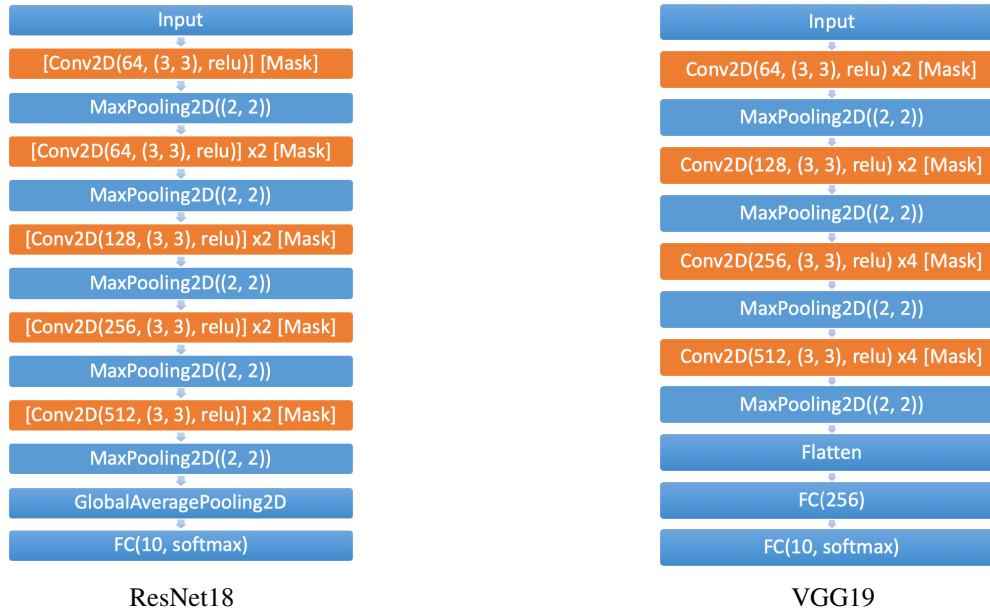 Input
[Conv2D(64, (3, 3), relu)] [Mask]
MaxPooling2D((2, 2))
[Conv2D(64, (3, 3), relu)] x2 [Mask]
MaxPooling2D((2, 2))
[Conv2D(128, (3, 3), relu)] x2 [Mask]
MaxPooling2D((2, 2))
[Conv2D(256, (3, 3), relu)] x2 [Mask]
MaxPooling2D((2, 2))
[Conv2D(512, (3, 3), relu)] x2 [Mask]
MaxPooling2D((2, 2))
GlobalAveragePooling2D
FC(10, softmax)
ResNet18
Input
Conv2D(64, (3, 3), relu) x2 [Mask]
MaxPooling2D((2, 2))
Conv2D(128, (3, 3), relu) x2 [Mask]
MaxPooling2D((2, 2))
Conv2D(256, (3, 3), relu) x4 [Mask]
MaxPooling2D((2, 2))
Conv2D(512, (3, 3), relu) x4 [Mask]
MaxPooling2D((2, 2))
Flatten
FC(256)
FC(10, softmax)
VGG19